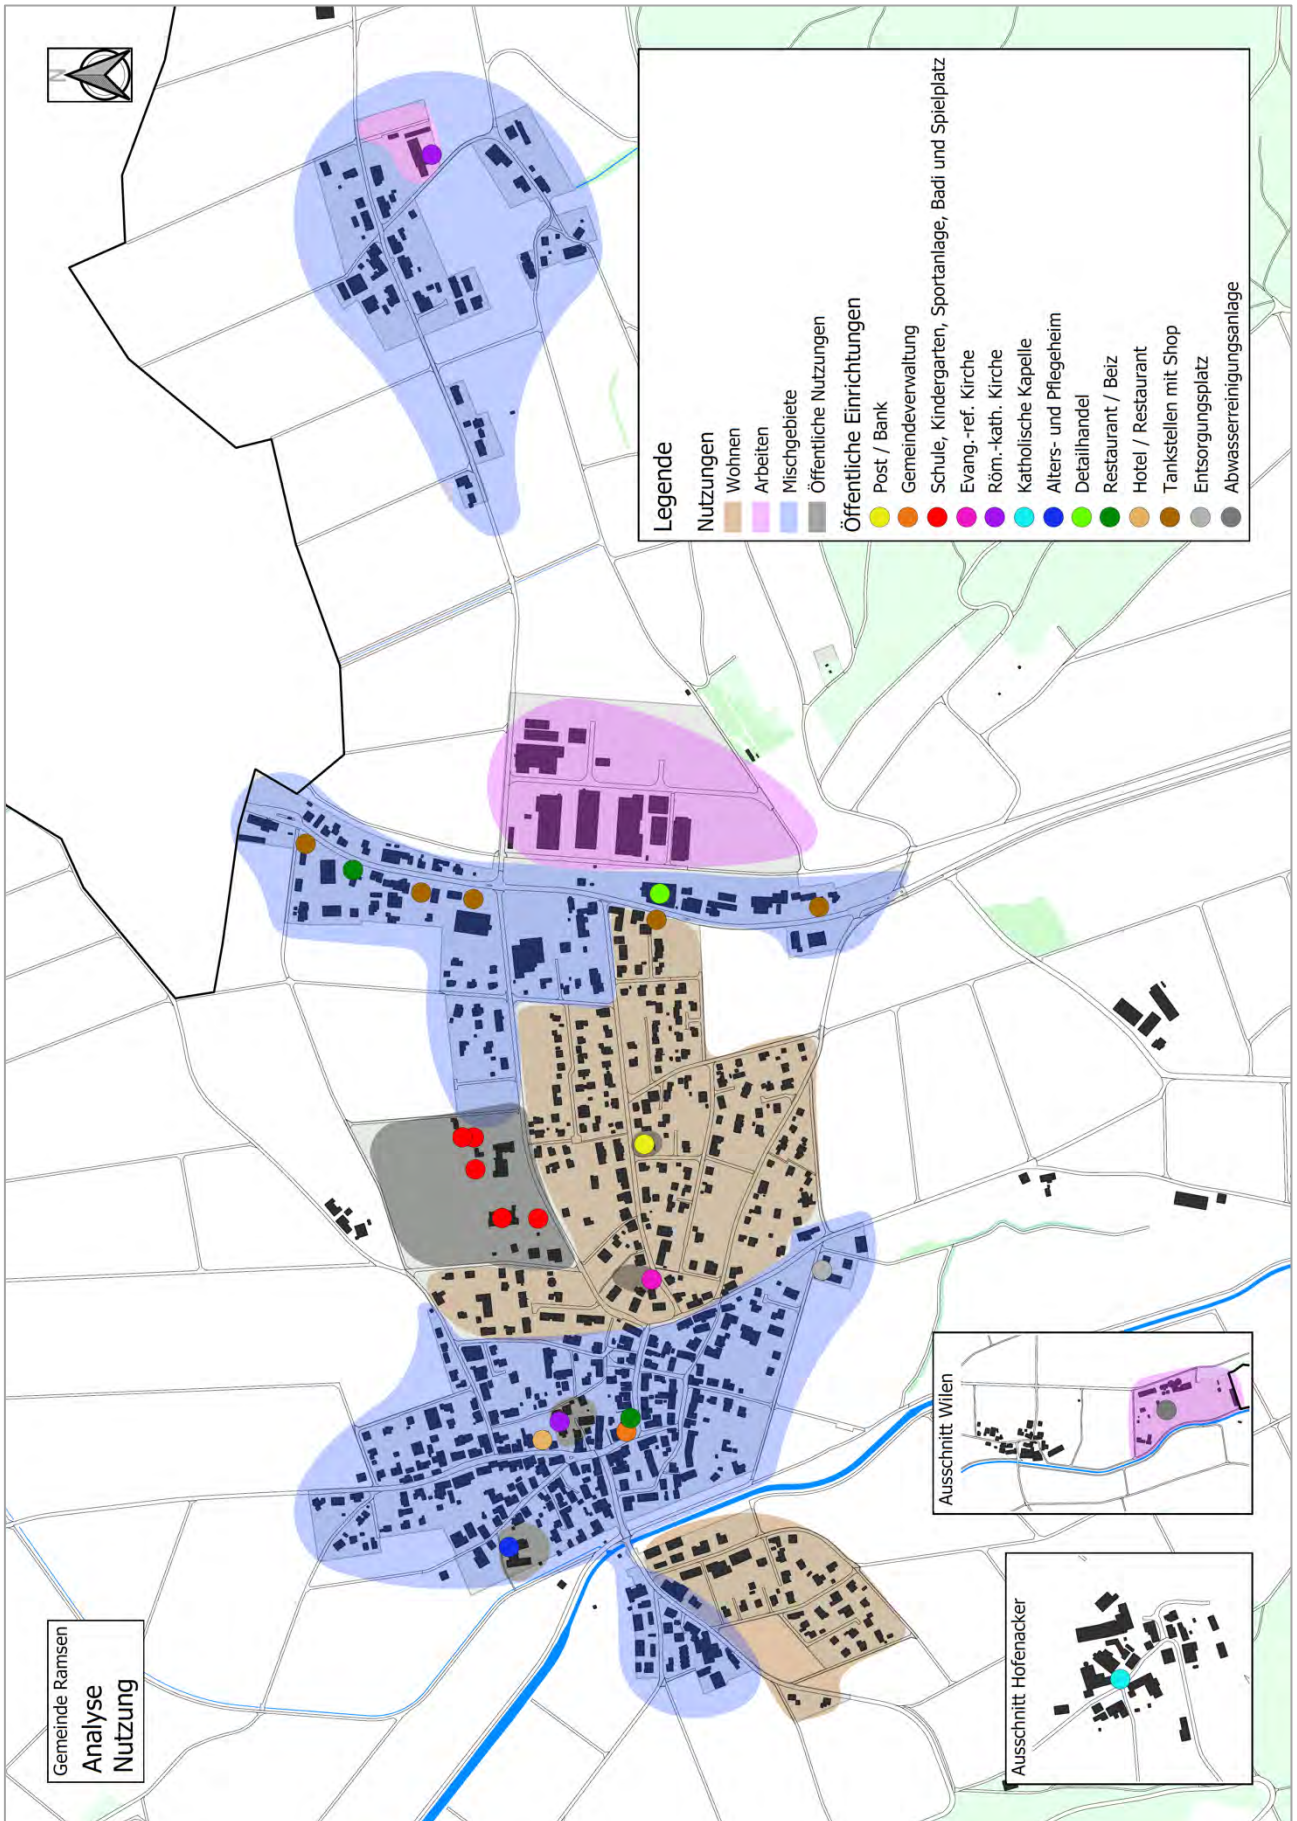 Gemeinde Ramsen
Analyse
Nutzung
N
Legende
Nutzungen
Wohnen
Arbeiten
Mischgebiete
Öffentliche Nutzungen
Öffentliche Einrichtungen
Post / Bank
Gemeindeverwaltung
Schule, Kindergarten, Sportanlage, Badi und Spielplatz
Evang.-ref. Kirche
Röm.-kath. Kirche
Katholische Kapelle
Alters- und Pflegeheim
Detailhandel
Restaurant / Beiz
Hotel / Restaurant
Tankstellen mit Shop
Entsorgungsplatz
Abwasserreinigungsanlage
Ausschnitt Hofenacker
Ausschnitt Wilen